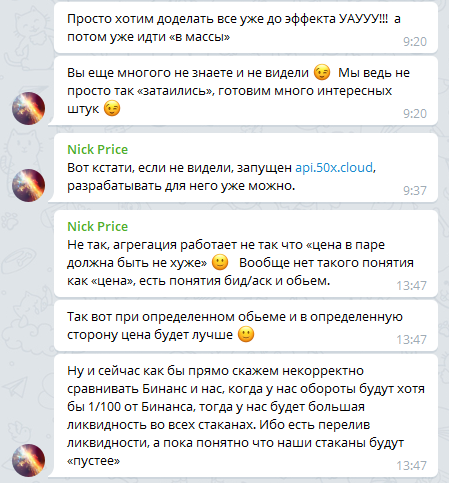 Просто хотим доделать все уже до эффекта УАУУУ!!! а
потом уже идти «в массы»
9:20
Вы еще многого не знаете и не видели 😉 Мы ведь не
просто так «затаились», готовим много интересных
штук 😉
9:20
Nick Price
Вот кстати, если не видели, запущен api.50x.cloud,
разрабатывать для него уже можно.
9:37
Nick Price
Не так, агрегация работает не так что «цена в паре
должна быть не хуже» 🙂 Вообще нет такого понятия
как «цена», есть понятия бид/аск и обьем.
13:47
Так вот при определенном обьеме и в определенную
сторону цена будет лучше 🙂
13:47
Ну и сейчас как бы прямо скажем некорректно
сравнивать Бинанс и нас, когда у нас обороты будут хотя
бы 1/100 от Бинанса, тогда у нас будет большая
ликвидность во всех стаканах. Ибо есть перелив
ликвидности, а пока понятно что наши стаканы будут
«пустее»
13:47